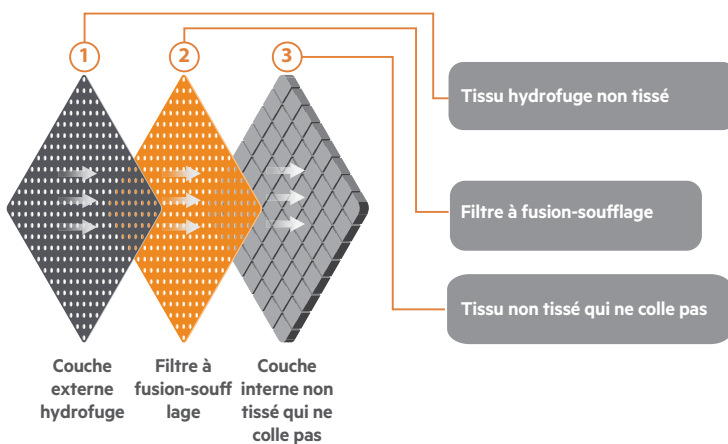 1
2
3
Tissu hydrofuge non tissé
Filtre à fusion-soufflage
Tissu non tissé qui ne colle pas
Couche
externe
hydrofuge
Filtre à
fusion-souff
lage
Couche
interne non
tissé qui ne
colle pas